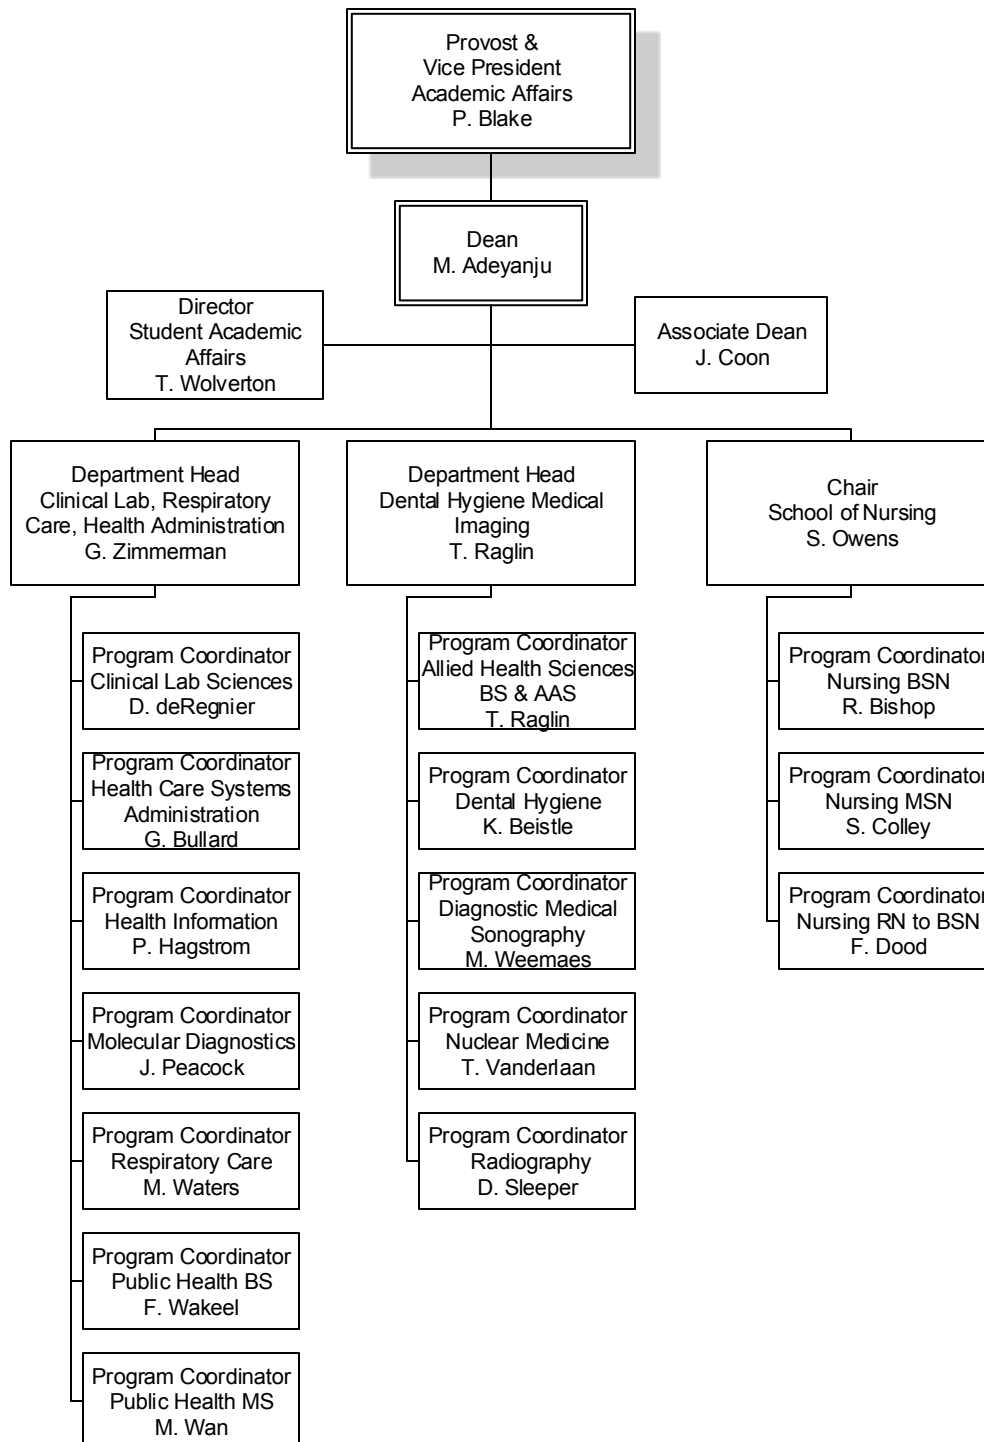 Provost &
Vice President
Academic Affairs
P. Blake
Dean
M. Adeyanju
Director
Student Academic
Affairs
T. Wolverton
Associate Dean
J. Coon
Department Head
Clinical Lab, Respiratory
Care, Health Administration
G. Zimmerman
Department Head
Dental Hygiene Medical
Imaging
T. Raglin
Chair
School of Nursing
S. Owens
Program Coordinator
Clinical Lab Sciences
D. deRegnier
Program Coordinator
Health Care Systems
Administration
G. Bullard
Program Coordinator
Health Information
P. Hagstrom
Program Coordinator
Molecular Diagnostics
J. Peacock
Program Coordinator
Respiratory Care
M. Waters
Program Coordinator
Public Health BS
F. Wakeel
Program Coordinator
Public Health MS
M. Wan
Program Coordinator
Allied Health Sciences
BS & AAS
T. Raglin
Program Coordinator
Dental Hygiene
K. Beistle
Program Coordinator
Diagnostic Medical
Sonography
M. Weemaes
Program Coordinator
Nuclear Medicine
T. Vanderlaan
Program Coordinator
Radiography
D. Sleeper
Program Coordinator
Nursing BSN
R. Bishop
Program Coordinator
Nursing MSN
S. Colley
Program Coordinator
Nursing RN to BSN
F. Dood